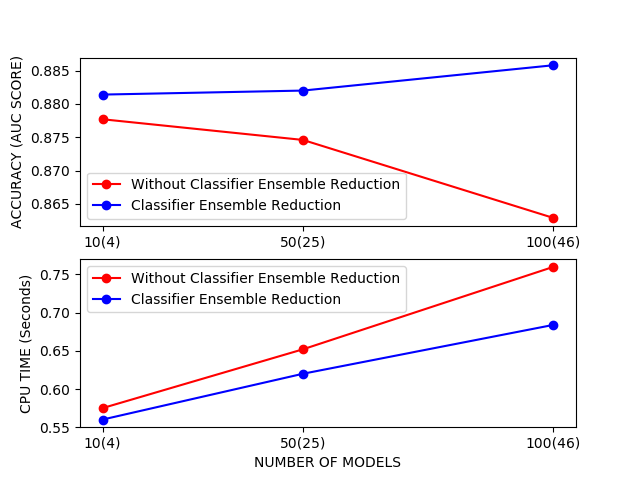 ACCURACY (AUC SCORE)
0.885
0.880
0.875
0.870
0.865
Without Classifier Ensemble Reduction
Classifier Ensemble Reduction
10(4) 50(25) 100(46)
CPU TIME (Seconds)
0.75
0.70
0.65
0.60
0.55
Without Classifier Ensemble Reduction
Classifier Ensemble Reduction
10(4) 50(25) 100(46)
NUMBER OF MODELS